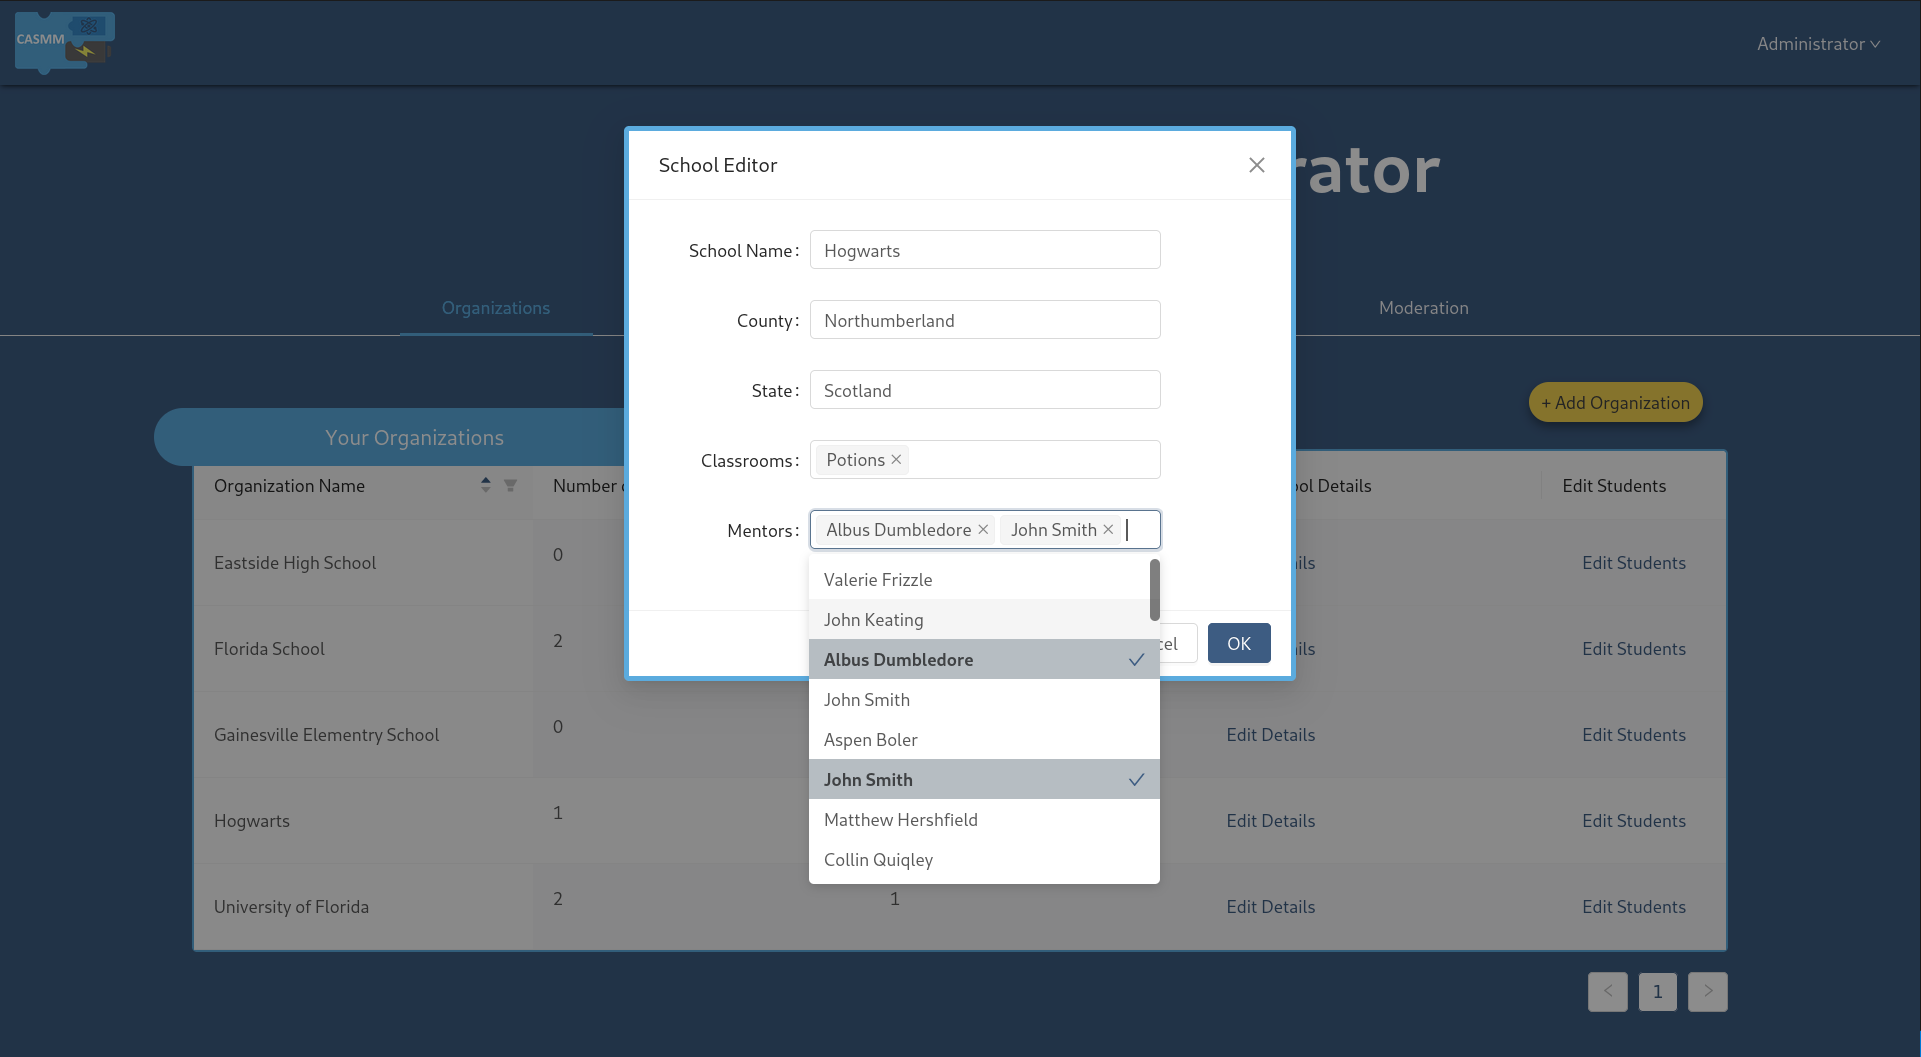 CASMM
Administrator
rator
School Editor
School Name:
Hogwarts
County:
Northumberland
State:
Scotland
Classrooms:
Potions
Mentors:
Albus Dumbledore
John Smith
Valerie Frizzle
John Keating
Albus Dumbledore
John Smith
Aspen Boler
John Smith
Matthew Hershfield
Collin Quigley
cel
OK
Organizations
Moderation
+ Add Organization
Your Organizations
Organization Name
Number
ool Details
Edit Students
Eastside High School
0
ils
Edit Students
Florida School
2
ils
Edit Students
Gainesville Elementry School
0
Edit Details
Edit Students
Hogwarts
1
Edit Details
Edit Students
University of Florida
2
1
Edit Details
Edit Students
<
1
>